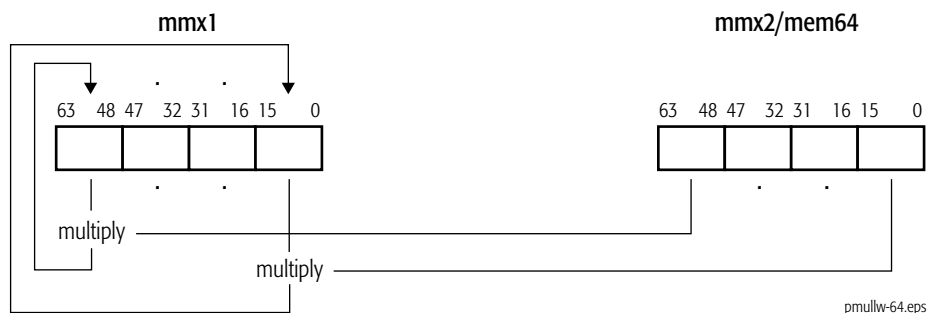 mmx1 mmx2/mem64
. .
63 48 47 32 31 16 15 0 63 48 47 32 31 16 15 0
. . . .
multiply
multiply
pmullw-64.eps